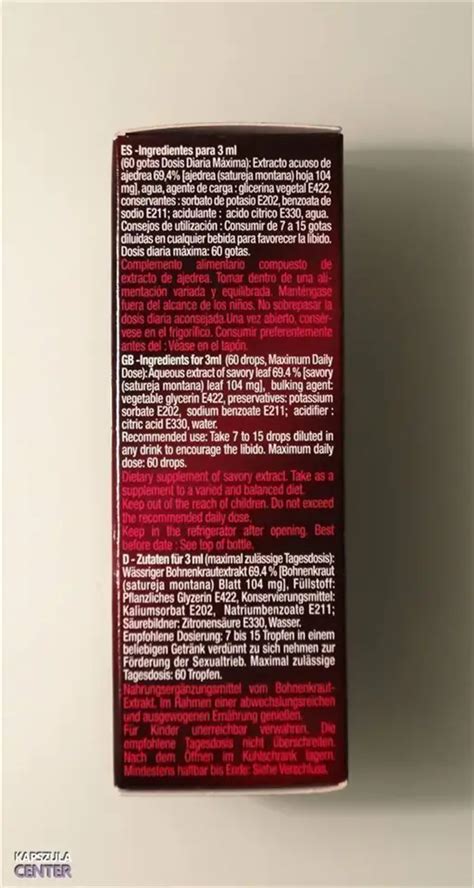 ES -Ingredientes para 3 ml
(60 gotas Dosis Diaria Máxima): Extracto acuoso de
ajedrea 69,4% [ajedrea (satureja montana) hoja 104
mg], agua, agente de carga : glicerina vegetal E422,
conservantes : sorbato de potasio E202, benzoata de
sodio E211; acidulante : acido citrico E330, agua.
Consejos de utilización : Consumir de 7 a 15 gotas
diluidas en cualquier bebida para favorecer la libido.
Dosis diaria máxima: 60 gotas.
Complemento alimentario compuesto de
extracto de ajedrea. Tomar dentro de una ali-
mentación variada y equilibrada. Manténgase
fuera del alcance de los niños. No sobrepasar la
dosis diaria aconsejada.Una vez abierto, consér-
vese en el frigorífico. Consumir preferentemente
antes del : Véase en el tapón.
GB -Ingredients for 3ml (60 drops, Maximum Daily
Dose):Aqueous extract of savory leaf 69.4 % [savory
(satureja montana) leaf 104 mg], bulking agent:
vegetable glycerin E422, preservatives: potassium
sorbate E202, sodium benzoate E211; acidifier :
citric acid E330, water.
Recommended use: Take 7 to 15 drops diluted in
any drink to encourage the libido. Maximum daily
dose: 60 drops.
Dietary supplement of savory extract. Take as a
supplement to a varied and balanced diet.
Keep out of the reach of children. Do not exceed
the recommended daily dose.
Keep in the refrigerator after opening. Best
before date : See top of bottle.
D - Zutaten für 3 ml (maximal zulässige Tagesdosis):
Wässriger Bohnenkrautextrakt 69.4 % [Bohnenkraut
(satureja montana) Blatt 104 mg], Füllstoff:
Pflanzliches Glyzerin E422, Konservierungsmittel:
Kaliumsorbat E202, Natriumbenzoate E211;
Säurebildner: Zitronensäure E330, Wasser.
Empfohlene Dosierung: 7 bis 15 Tropfen in einem
beliebigen Getränk verdünnt zu sich nehmen zur
Förderung der Sexualtrieb. Maximal zulässige
Tagesdosis: 60 Tropfen.
Nahrungsergänzungsmittel vom Bohnenkraut-
Extrakt. Im Rahmen einer abwechslungsreichen
und ausgewogenen Ernährung genießen.
Für Kinder unerreichbar verwahren. Die
empfohlene Tagesdosis nicht überschreiten.
Nach dem Öffnen im Kühlschrank lagern.
Mindestens haltbar bis Ende: Siehe Verschluss.
KAPSZULA
CENTER